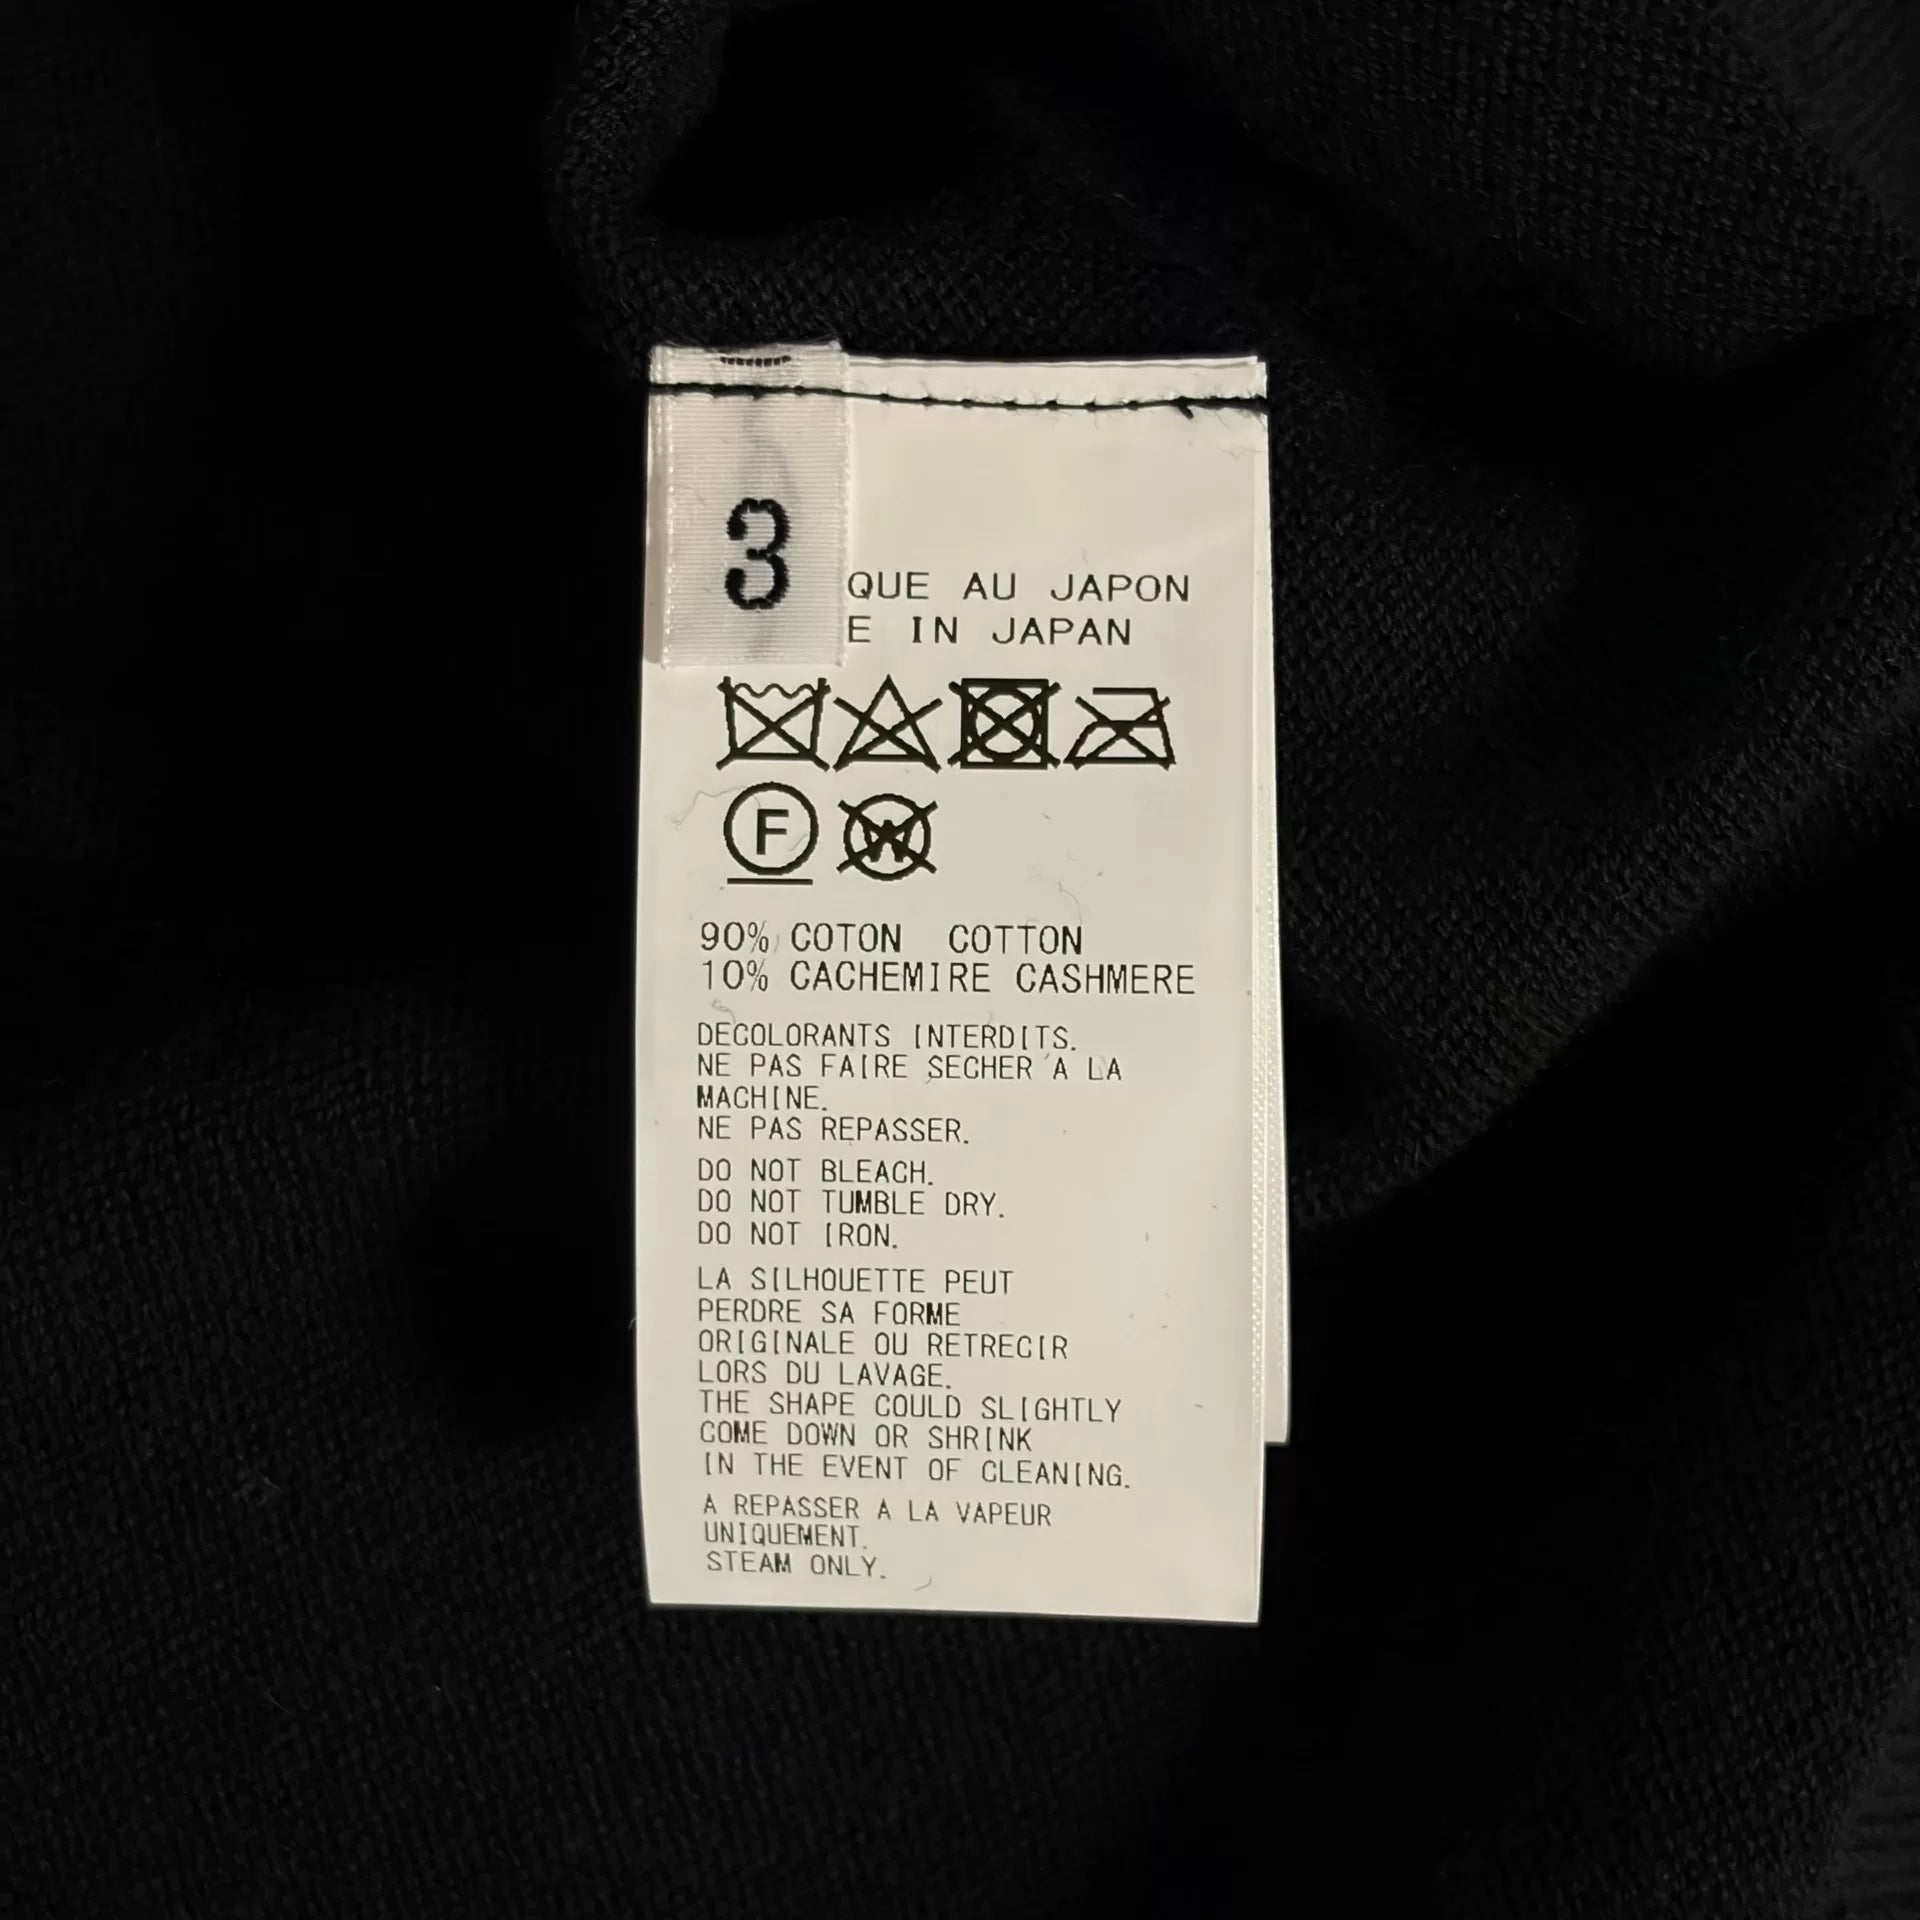 3
QUE AU JAPON
E IN JAPAN
F
W
90% COTON COTTON
10% CACHEMIRE CASHMERE
DECOLORANTS INTERDITS.
NE PAS FAIRE SECHER A LA
MACHINE.
NE PAS REPASSER.
DO NOT BLEACH.
DO NOT TUMBLE DRY.
DO NOT IRON.
LA SILHOUETTE PEUT
PERDRE SA FORME
ORIGINALE OU RETRECIR
LORS DU LAVAGE.
THE SHAPE COULD SLIGHTLY
COME DOWN OR SHRINK
IN THE EVENT OF CLEANING.
A REPASSER A LA VAPEUR
UNIQUEMENT.
STEAM ONLY.